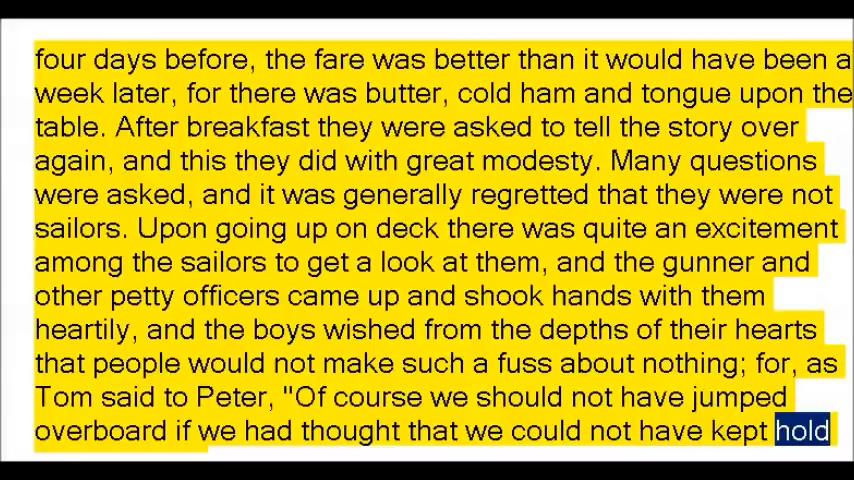 four days before, the fare was better than it would have been a
week later, for there was butter, cold ham and tongue upon the
table. After breakfast they were asked to tell the story over
again, and this they did with great modesty. Many questions
were asked, and it was generally regretted that they were not
sailors. Upon going up on deck there was quite an excitement
among the sailors to get a look at them, and the gunner and
other petty officers came up and shook hands with them
heartily, and the boys wished from the depths of their hearts
that people would not make such a fuss about nothing; for, as
Tom said to Peter, "Of course we should not have jumped
overboard if we had thought that we could not have kept hold